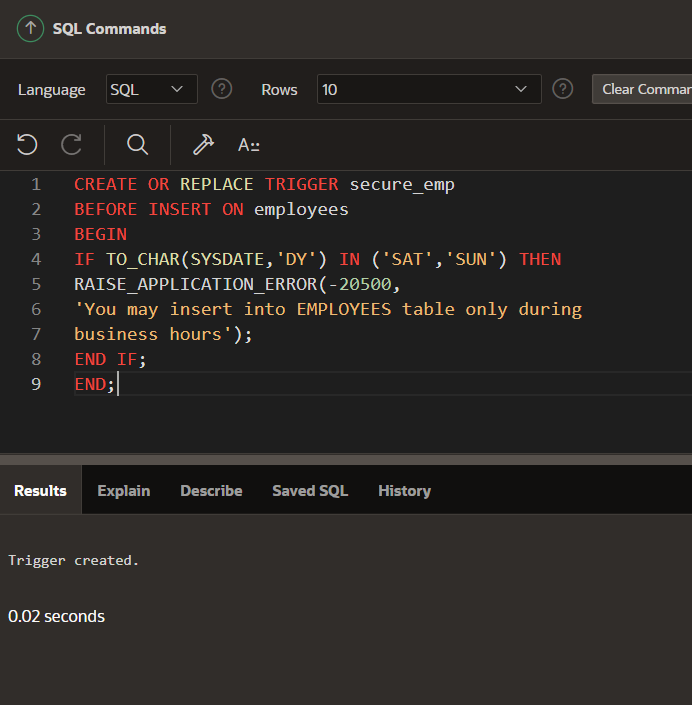 SQL Commands
Language SQL ? Rows 10 ? Clear Comman
A::
1 CREATE OR REPLACE TRIGGER secure_emp
2 BEFORE INSERT ON employees
3 BEGIN
4 IF TO_CHAR(SYSDATE,'DY') IN ('SAT','SUN') THEN
5 RAISE_APPLICATION_ERROR(-20500,
6 'You may insert into EMPLOYEES table only during
7 business hours');
8 END IF;
9 END;
Results Explain Describe Saved SQL History
Trigger created.
0.02 seconds